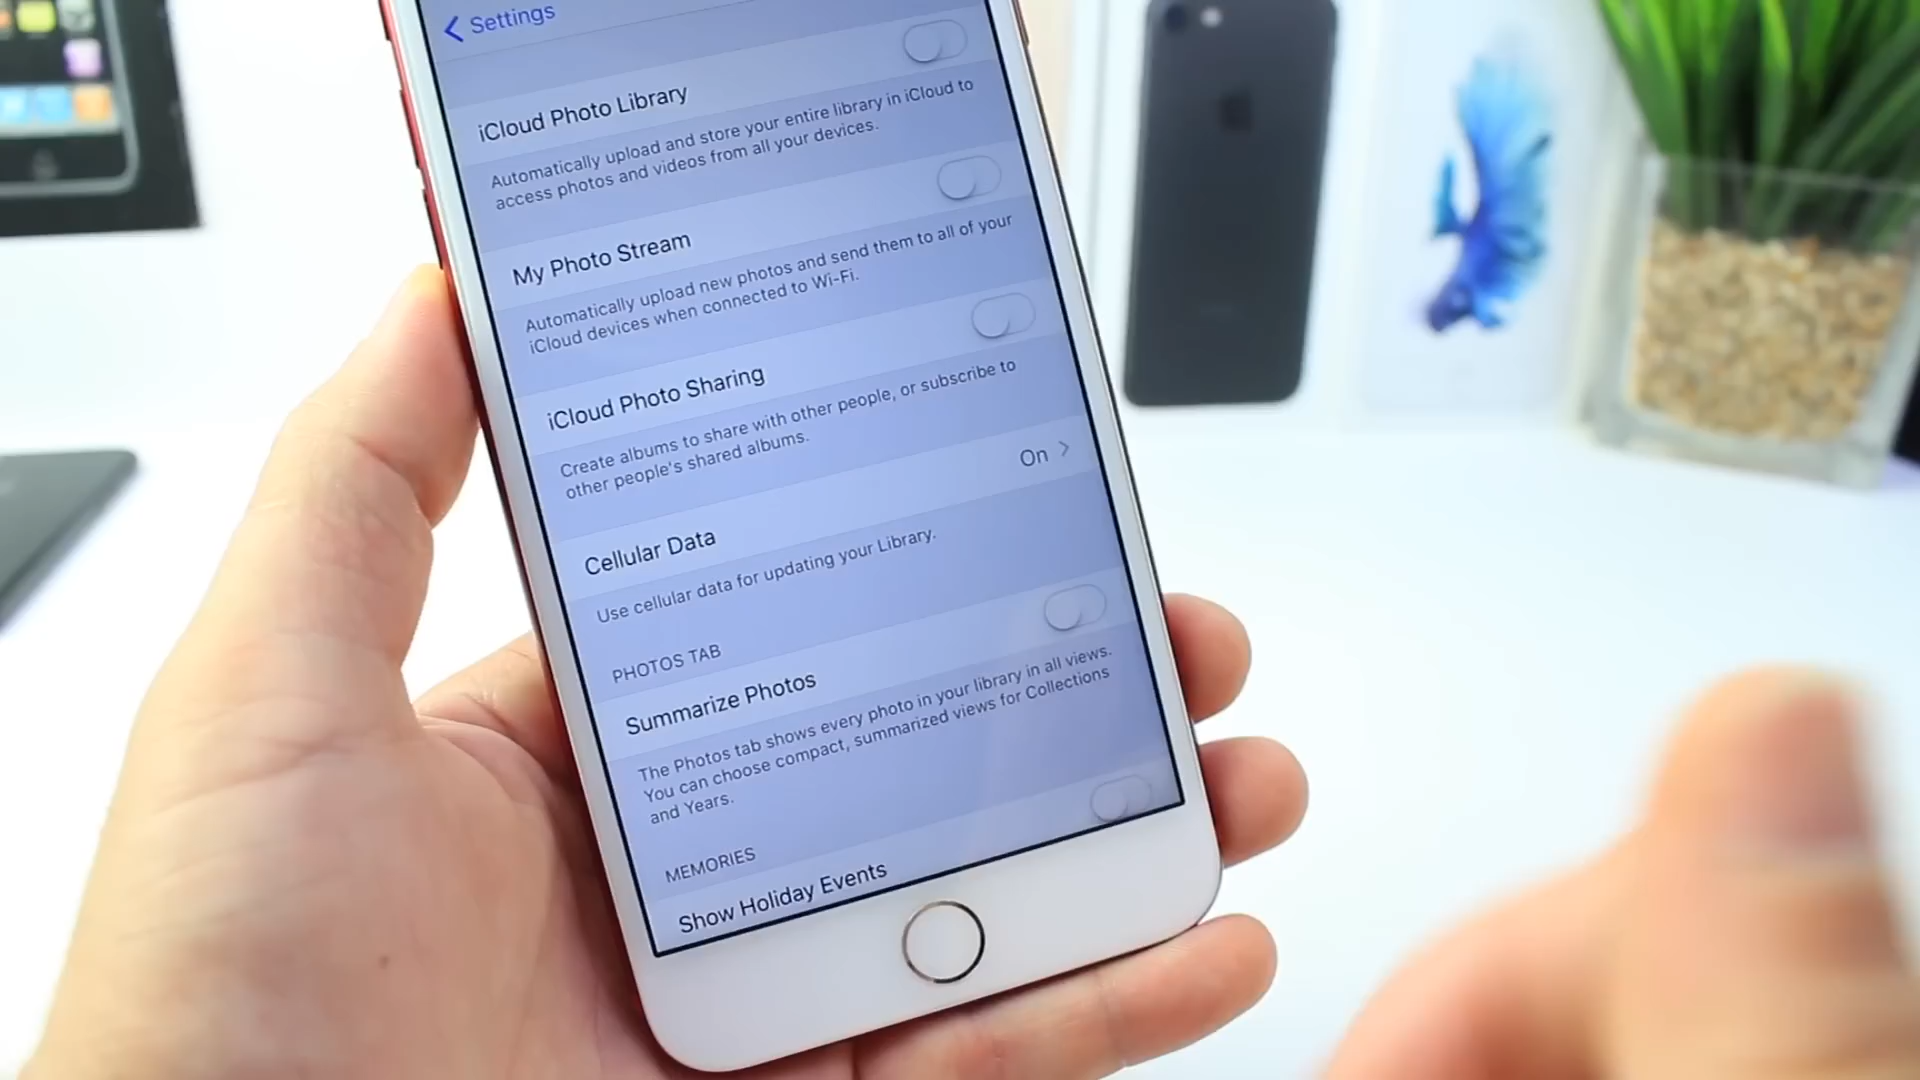 Settings
iCloud Photo Library
Automatically upload and store your entire library in iCloud to
access photos and videos from all your devices.
My Photo Stream
Automatically upload new photos and send them to all of your
iCloud devices when connected to Wi-Fi.
iCloud Photo Sharing
Create albums to share with other people, or subscribe to
other people's shared albums.
Cellular Data On
Use cellular data for updating your Library.
PHOTOS TAB
Summarize Photos
The Photos tab shows every photo in your library in all views.
You can choose compact, summarized views for Collections
and Years.
MEMORIES
Show Holiday Events